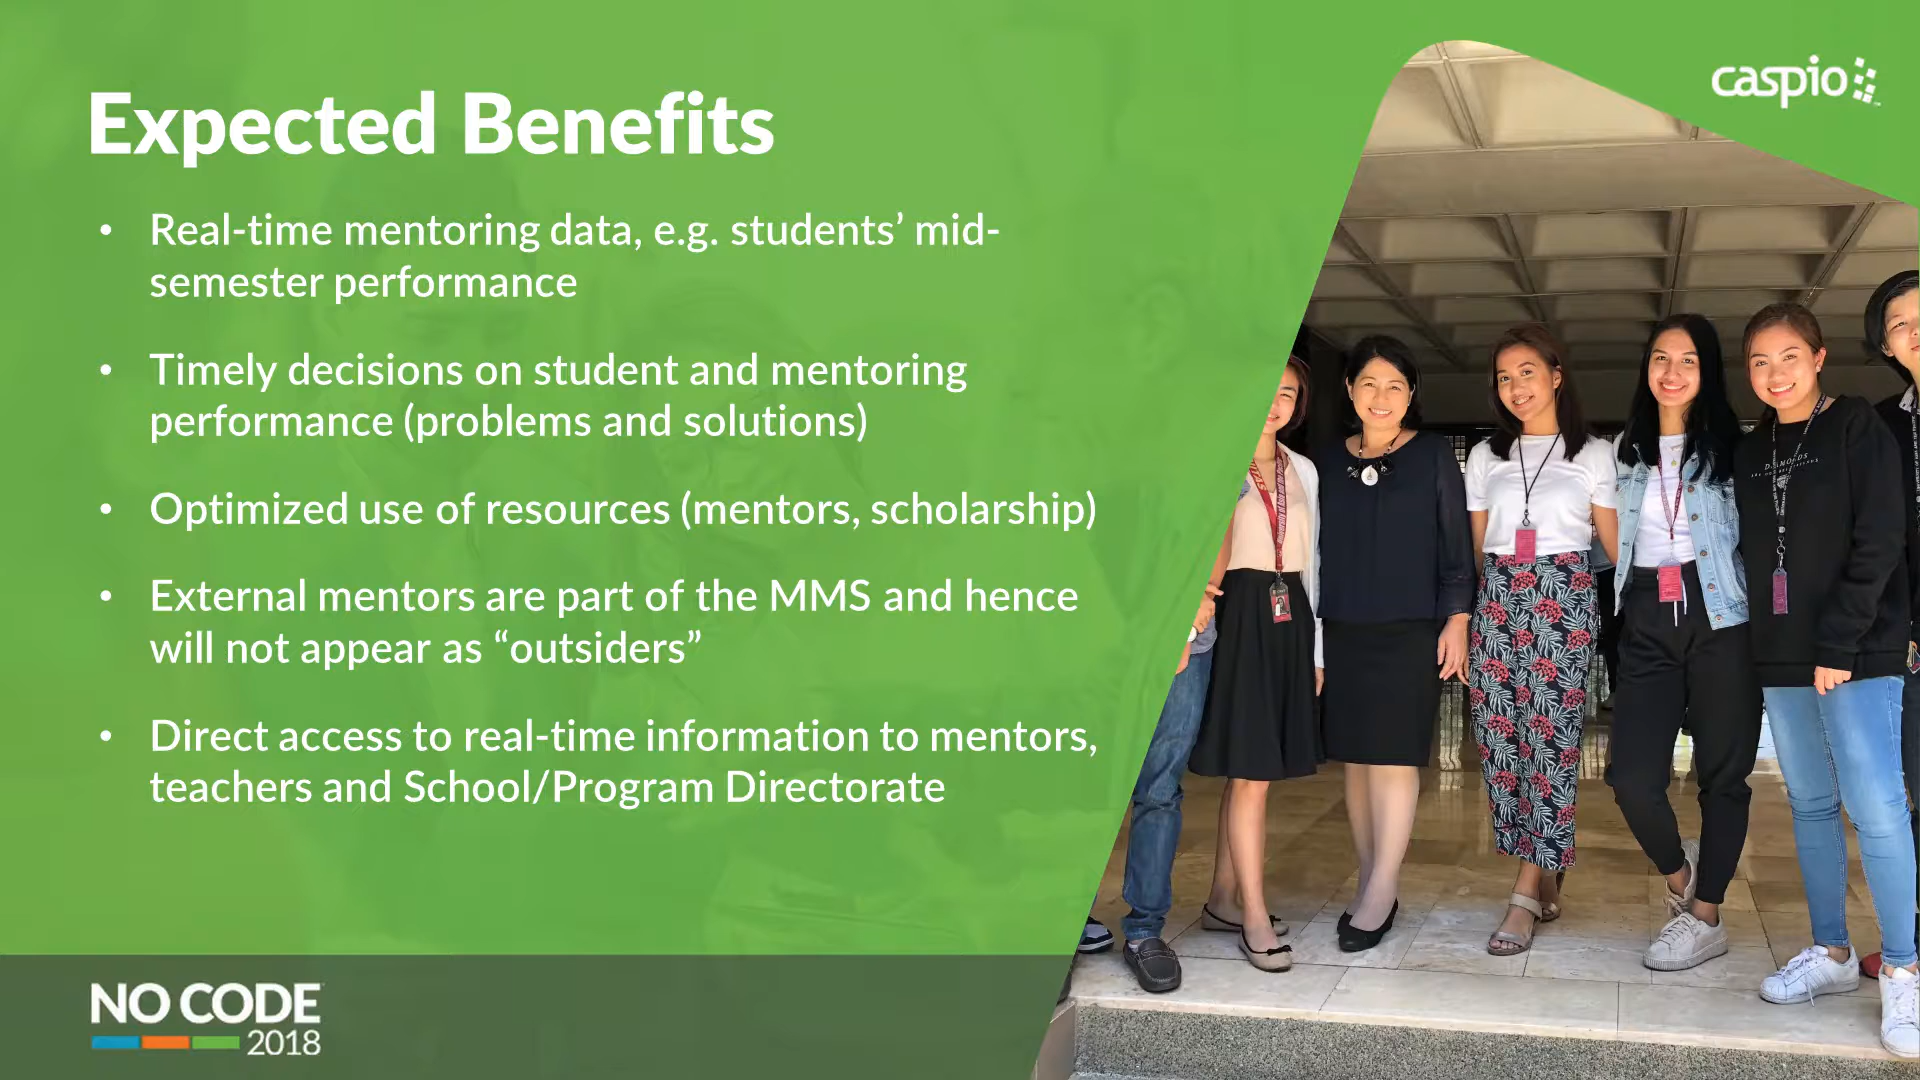 caspio
Expected Benefits
• Real-time mentoring data, e.g. students’ mid-
semester performance
• Timely decisions on student and mentoring
performance (problems and solutions)
• Optimized use of resources (mentors, scholarship)
• External mentors are part of the MMS and hence
will not appear as “outsiders”
• Direct access to real-time information to mentors,
teachers and School/Program Directorate
NO CODE
2018